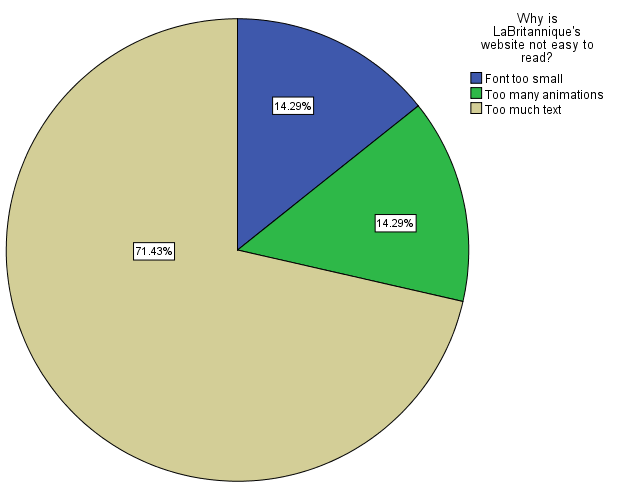 Why is
LaBritannique's
website not easy to
read?
Font too small
Too many animations
Too much text
14.29%
14.29%
71.43%